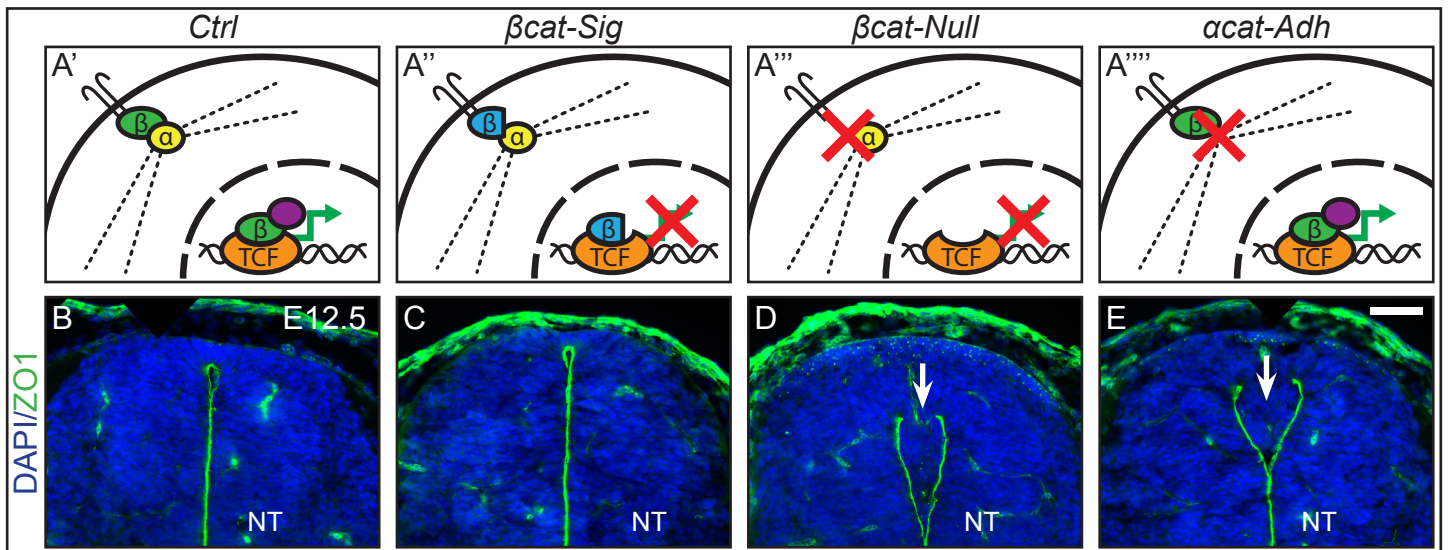 Ctrl βcat-Sig βcat-Null αcat-Adh
A' A'' A''' A''''
β α β α α β
β β β
TCF TCF TCF TCF
DAPI/ZO1
B E12.5 C D E
NT NT NT NT